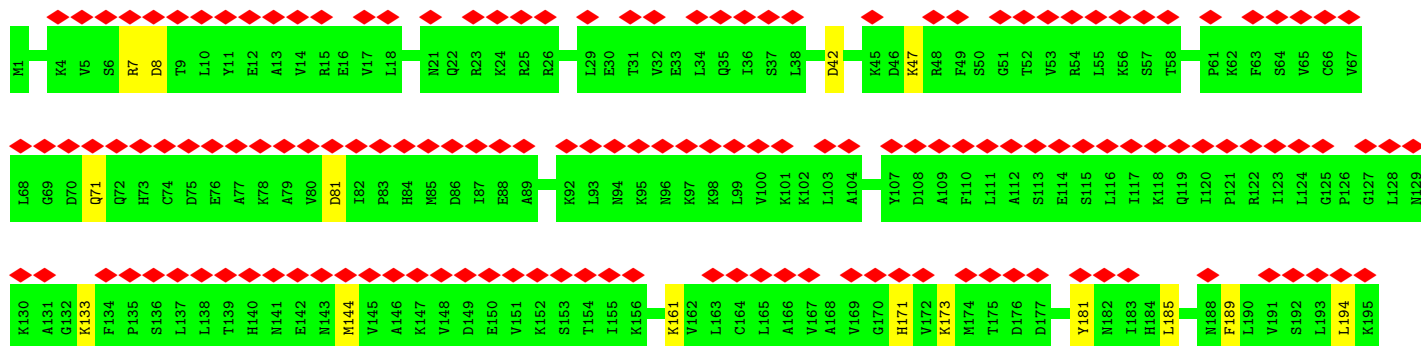 M1 K4 V5 S6 R7 D8 T9 L10 Y11 E12 A13 V14 R15 E16 V17 L18 N21 Q22 R23 K24 R25 R26 L29 E30 T31 V32 E33 L34 Q35 I36 S37 L38 D42 K45 D46 K47 R48 F49 S50 G51 T52 V53 R54 L55 K56 S57 T58 P61 K62 F63 S64 V65 C66 V67
L68 G69 D70 Q71 Q72 H73 C74 D75 E76 A77 K78 A79 V80 D81 I82 P83 H84 M85 D86 I87 E88 A89 K92 L93 N94 K95 N96 K97 K98 L99 V100 K101 K102 L103 A104 Y107 D108 A109 F110 L111 A112 S113 E114 S115 L116 I117 K118 Q119 I120 P121 R122 I123 L124 G125 P126 G127 L128 N129
K130 A131 G132 K133 F134 P135 S136 L137 L138 T139 H140 N141 E142 N143 M144 V145 A146 K147 V148 D149 E150 V151 K152 S153 T154 I155 K156 K161 V162 L163 C164 L165 A166 V167 A168 V169 G170 H171 V172 K173 M174 T175 D176 D177 Y181 N182 I183 H184 L185 N188 F189 L190 V191 S192 L193 L194 K195